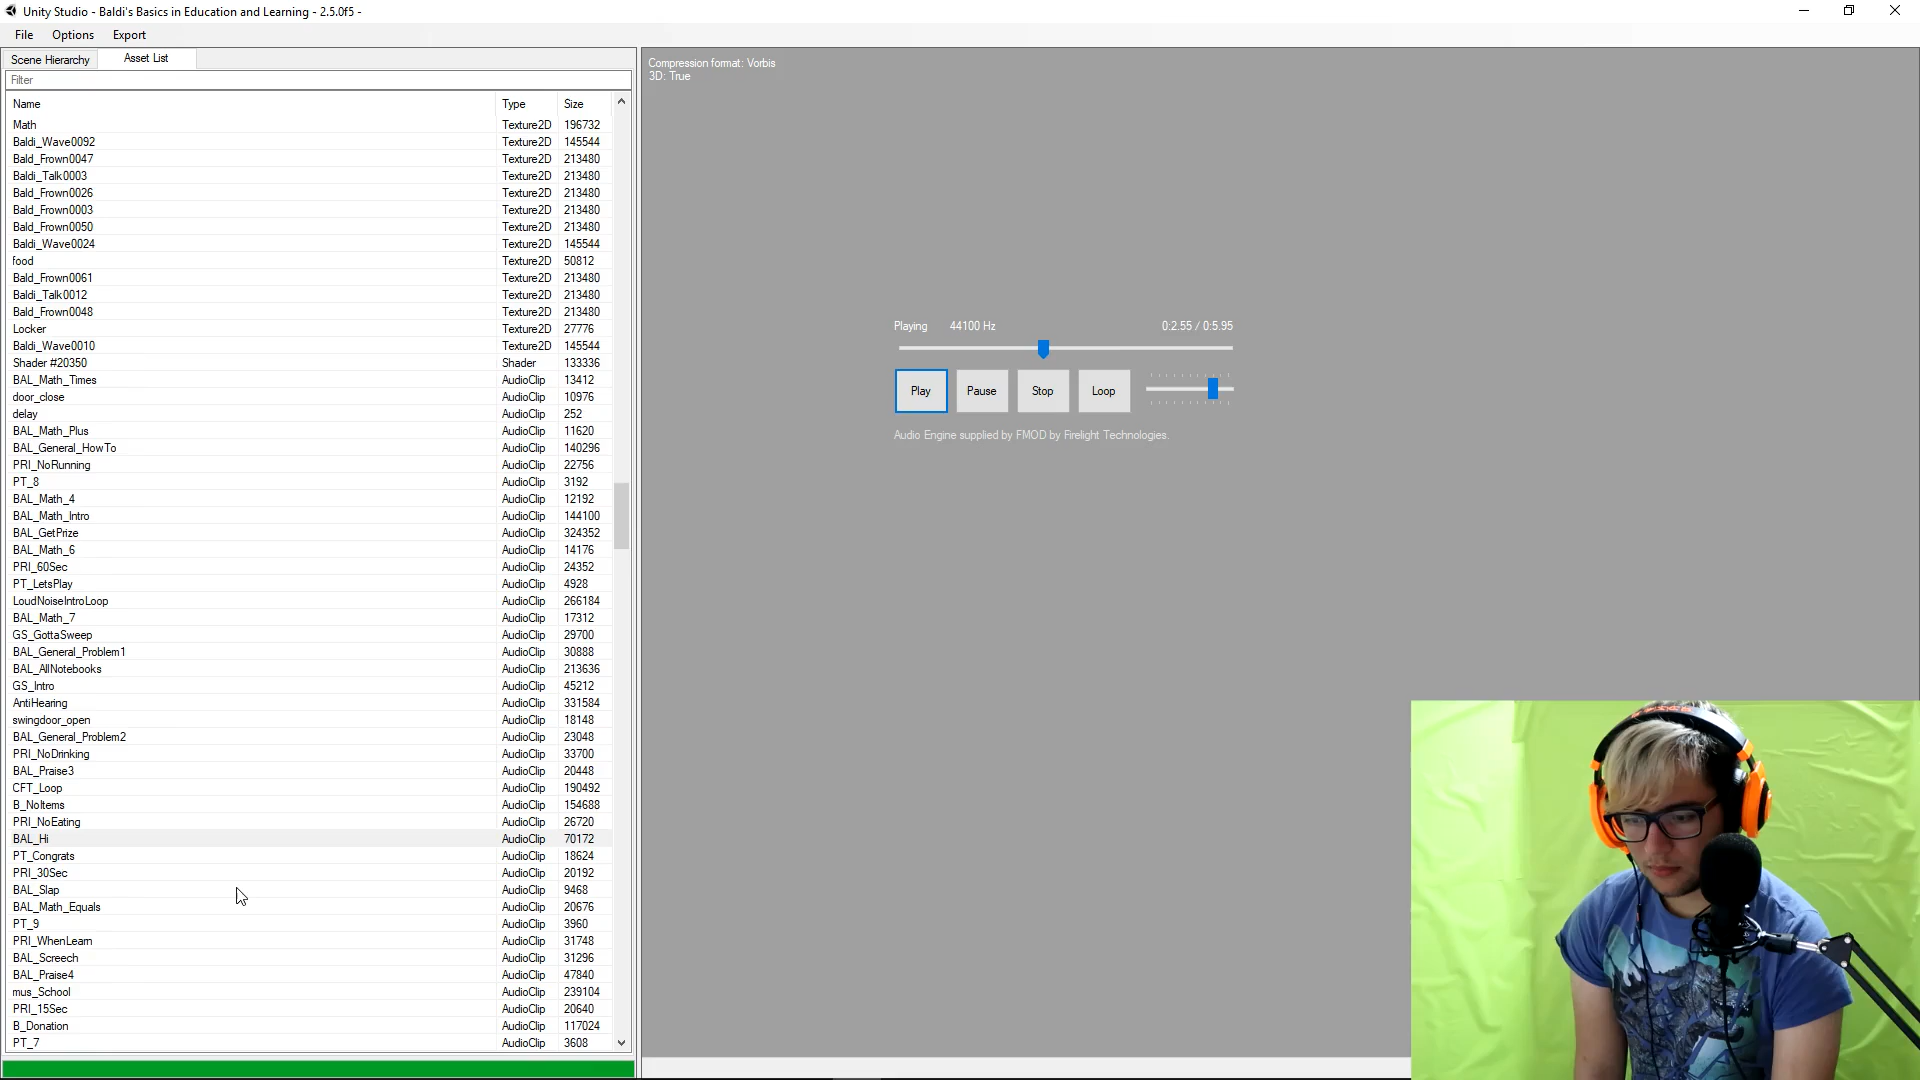 Unity Studio - Baldi's Basics in Education and Learning - 2.5.0f5 -
File Options Export
Scene Hierarchy Asset List
Filter
Name Type Size
Math Texture2D 196732
Baldi_Wave0092 Texture2D 145544
Bald_Frown0047 Texture2D 213480
Baldi_Talk0003 Texture2D 213480
Bald_Frown0026 Texture2D 213480
Bald_Frown0003 Texture2D 213480
Bald_Frown0050 Texture2D 213480
Baldi_Wave0024 Texture2D 145544
food Texture2D 50812
Bald_Frown0061 Texture2D 213480
Baldi_Talk0012 Texture2D 213480
Bald_Frown0048 Texture2D 213480
Locker Texture2D 27776
Baldi_Wave0010 Texture2D 145544
Shader #20350 Shader 133336
BAL_Math_Times AudioClip 13412
door_close AudioClip 10976
delay AudioClip 252
BAL_Math_Plus AudioClip 11620
BAL_General_HowTo AudioClip 140296
PRI_NoRunning AudioClip 22756
PT_8 AudioClip 3192
BAL_Math_4 AudioClip 12192
BAL_Math_Intro AudioClip 144100
BAL_GetPrize AudioClip 324352
BAL_Math_6 AudioClip 14176
PRI_60Sec AudioClip 24352
PT_LetsPlay AudioClip 4928
LoudNoiseIntroLoop AudioClip 266184
BAL_Math_7 AudioClip 17312
GS_GottaSweep AudioClip 29700
BAL_General_Problem1 AudioClip 30888
BAL_AllNotebooks AudioClip 213636
GS_Intro AudioClip 45212
AntiHearing AudioClip 331584
swingdoor_open AudioClip 18148
BAL_General_Problem2 AudioClip 23048
PRI_NoDrinking AudioClip 33700
BAL_Praise3 AudioClip 20448
CFT_Loop AudioClip 190492
B_NoItems AudioClip 154688
PRI_NoEating AudioClip 26720
BAL_Hi AudioClip 70172
PT_Congrats AudioClip 18624
PRI_30Sec AudioClip 20192
BAL_Slap AudioClip 9468
BAL_Math_Equals AudioClip 20676
PT_9 AudioClip 3960
PRI_WhenLearn AudioClip 31748
BAL_Screech AudioClip 31296
BAL_Praise4 AudioClip 47840
mus_School AudioClip 239104
PRI_15Sec AudioClip 20640
B_Donation AudioClip 117024
PT_7 AudioClip 3608
Compression format: Vorbis
3D: True
Playing 44100 Hz 0:2.55 / 0:5.95
Play Pause Stop Loop
Audio Engine supplied by FMOD by Firelight Technologies.